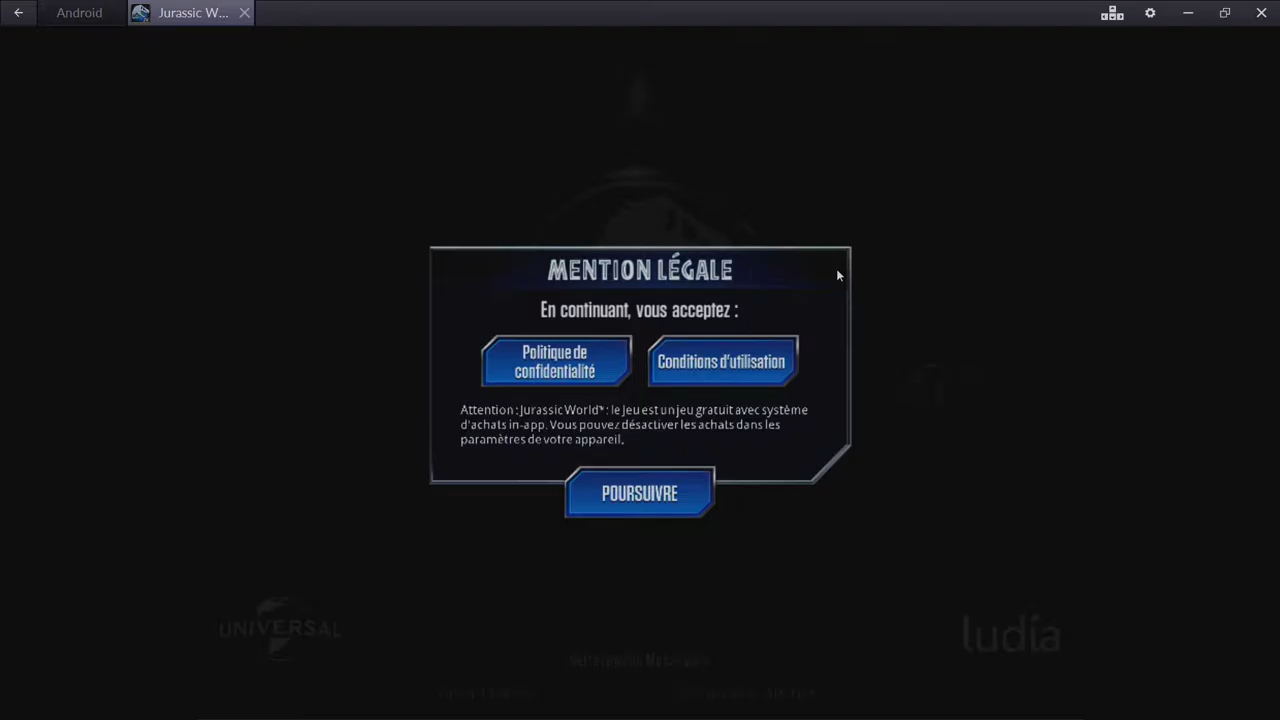 Android
Jurassic W...
MENTION LÉGALE
En continuant, vous acceptez :
Politique de
confidentialité
Conditions d'utilisation
Attention : Jurassic World™ : le Jeu est un jeu gratuit avec système
d'achats in-app. Vous pouvez désactiver les achats dans les
paramètres de votre appareil.
POURSUIVRE
UNIVERSAL
ludia